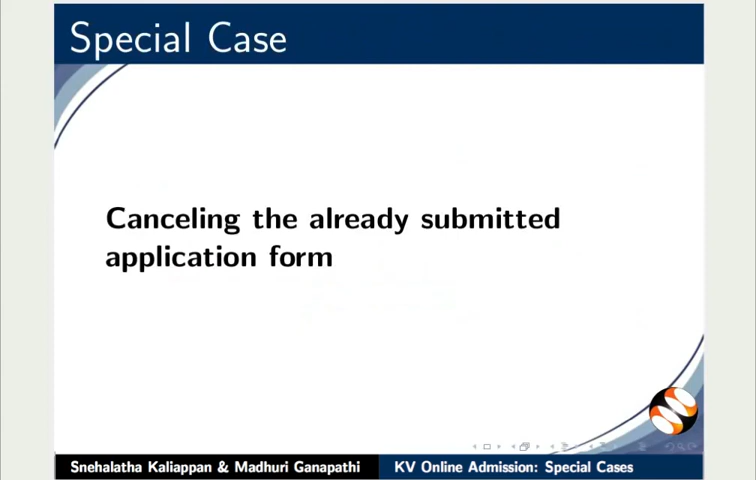 Special Case
Canceling the already submitted
application form
Snehalatha Kaliappan & Madhuri Ganapathi KV Online Admission: Special Cases